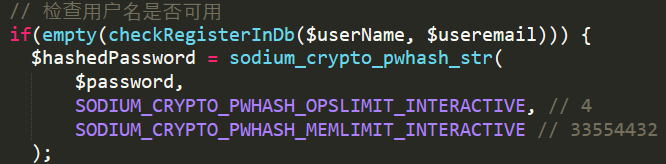 // 检查用户名是否可用
if(empty(checkRegisterInDb($userName, $useremail))) {
$hashedPassword = sodium_crypto_pwhash_str(
$password,
SODIUM_CRYPTO_PWHASH_OPSLIMIT_INTERACTIVE, // 4
SODIUM_CRYPTO_PWHASH_MEMLIMIT_INTERACTIVE // 33554432
);